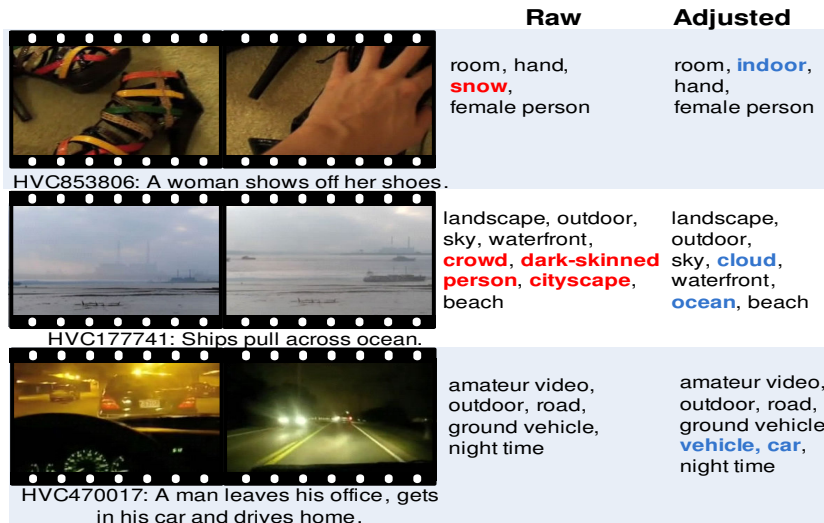 Raw Adjusted
room, hand,
snow,
female person
room, indoor,
hand,
female person
HVC853806: A woman shows off her shoes.
landscape, outdoor,
sky, waterfront,
crowd, dark-skinned
person, cityscape,
beach
landscape,
outdoor,
sky, cloud,
waterfront,
ocean, beach
HVC177741: Ships pull across ocean.
amateur video,
outdoor, road,
ground vehicle,
night time
amateur video,
outdoor, road,
ground vehicle
vehicle, car,
night time
HVC470017: A man leaves his office, gets
in his car and drives home.